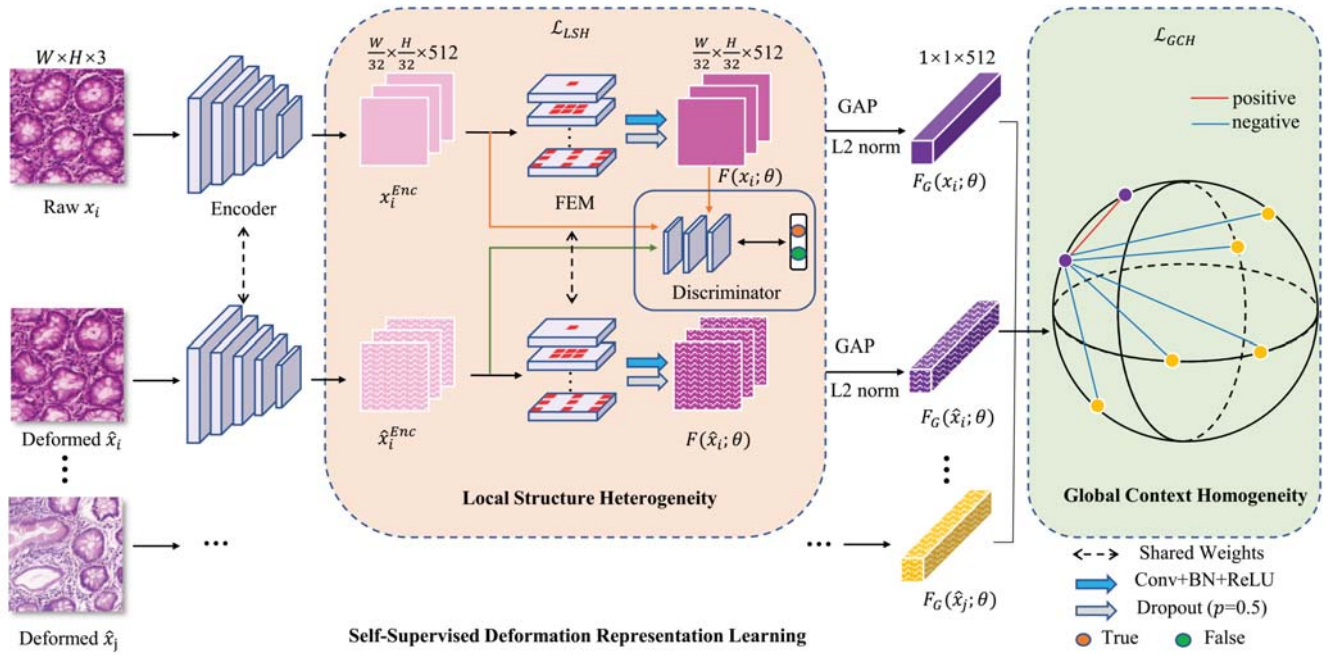 ℒ_LSH
ℒ_GCH
W×H×3
W/32 × H/32 ×512
W/32 × H/32 ×512
1×1×512
GAP
L2 norm
positive
negative
Raw x_i
Encoder
x_i^Enc
FEM
F(x_i; θ)
F_G(x_i; θ)
Discriminator
GAP
L2 norm
Deformed x̂_i
x̂_i^Enc
F(x̂_i; θ)
F_G(x̂_i; θ)
Local Structure Heterogeneity
Global Context Homogeneity
Shared Weights
Conv+BN+ReLU
Dropout (p=0.5)
True
False
F_G(x̂_j; θ)
Deformed x̂_j
Self-Supervised Deformation Representation Learning